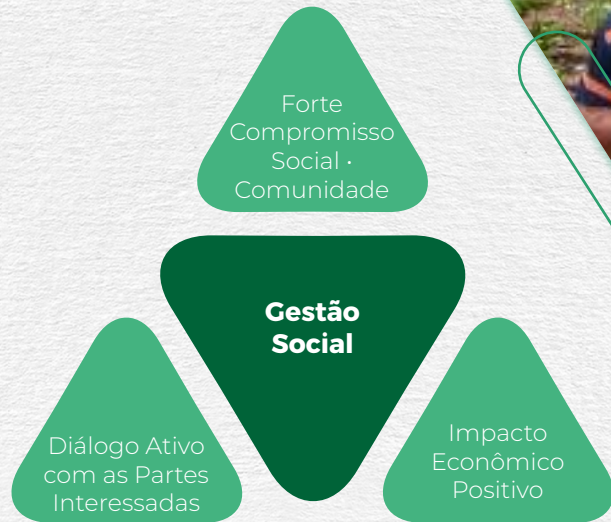 Forte
Compromisso
Social •
Comunidade
Gestão
Social
Diálogo Ativo
com as Partes
Interessadas
Impacto
Econômico
Positivo